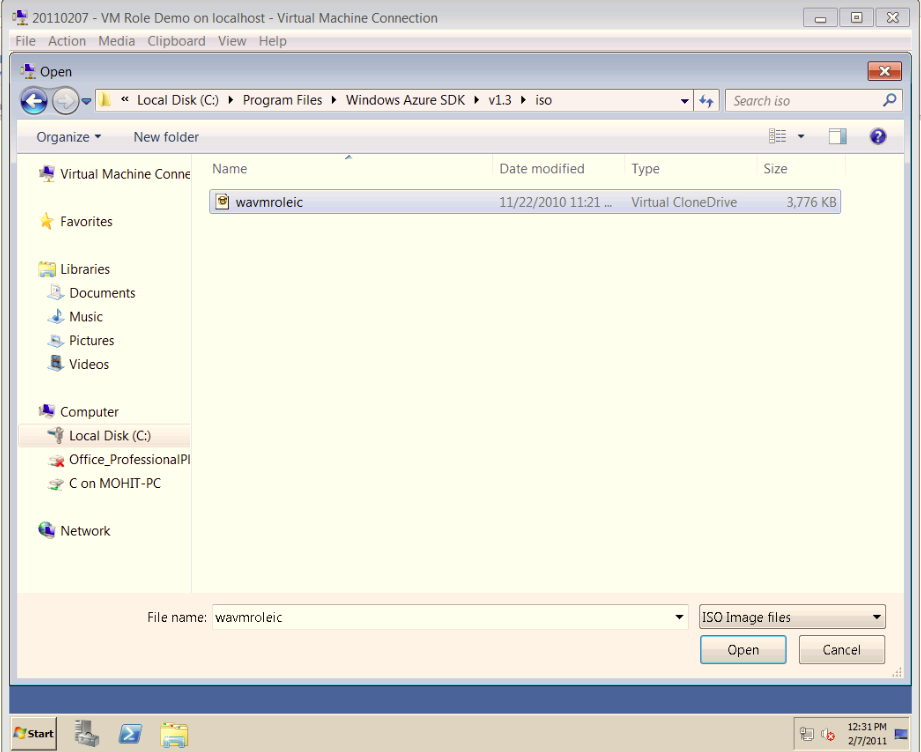 20110207 - VM Role Demo on localhost - Virtual Machine Connection
File Action Media Clipboard View Help
Open
« Local Disk (C:) Program Files Windows Azure SDK v1.3 iso Search iso
Organize New folder
Name Date modified Type Size
wavmroleic 11/22/2010 11:21 ... Virtual CloneDrive 3,776 KB
Virtual Machine Conne
Favorites
Libraries
Documents
Music
Pictures
Videos
Computer
Local Disk (C:)
Office_ProfessionalPl
C on MOHIT-PC
Network
File name: wavmroleic ISO Image files
Open Cancel
Start 12:31 PM
2/7/2011